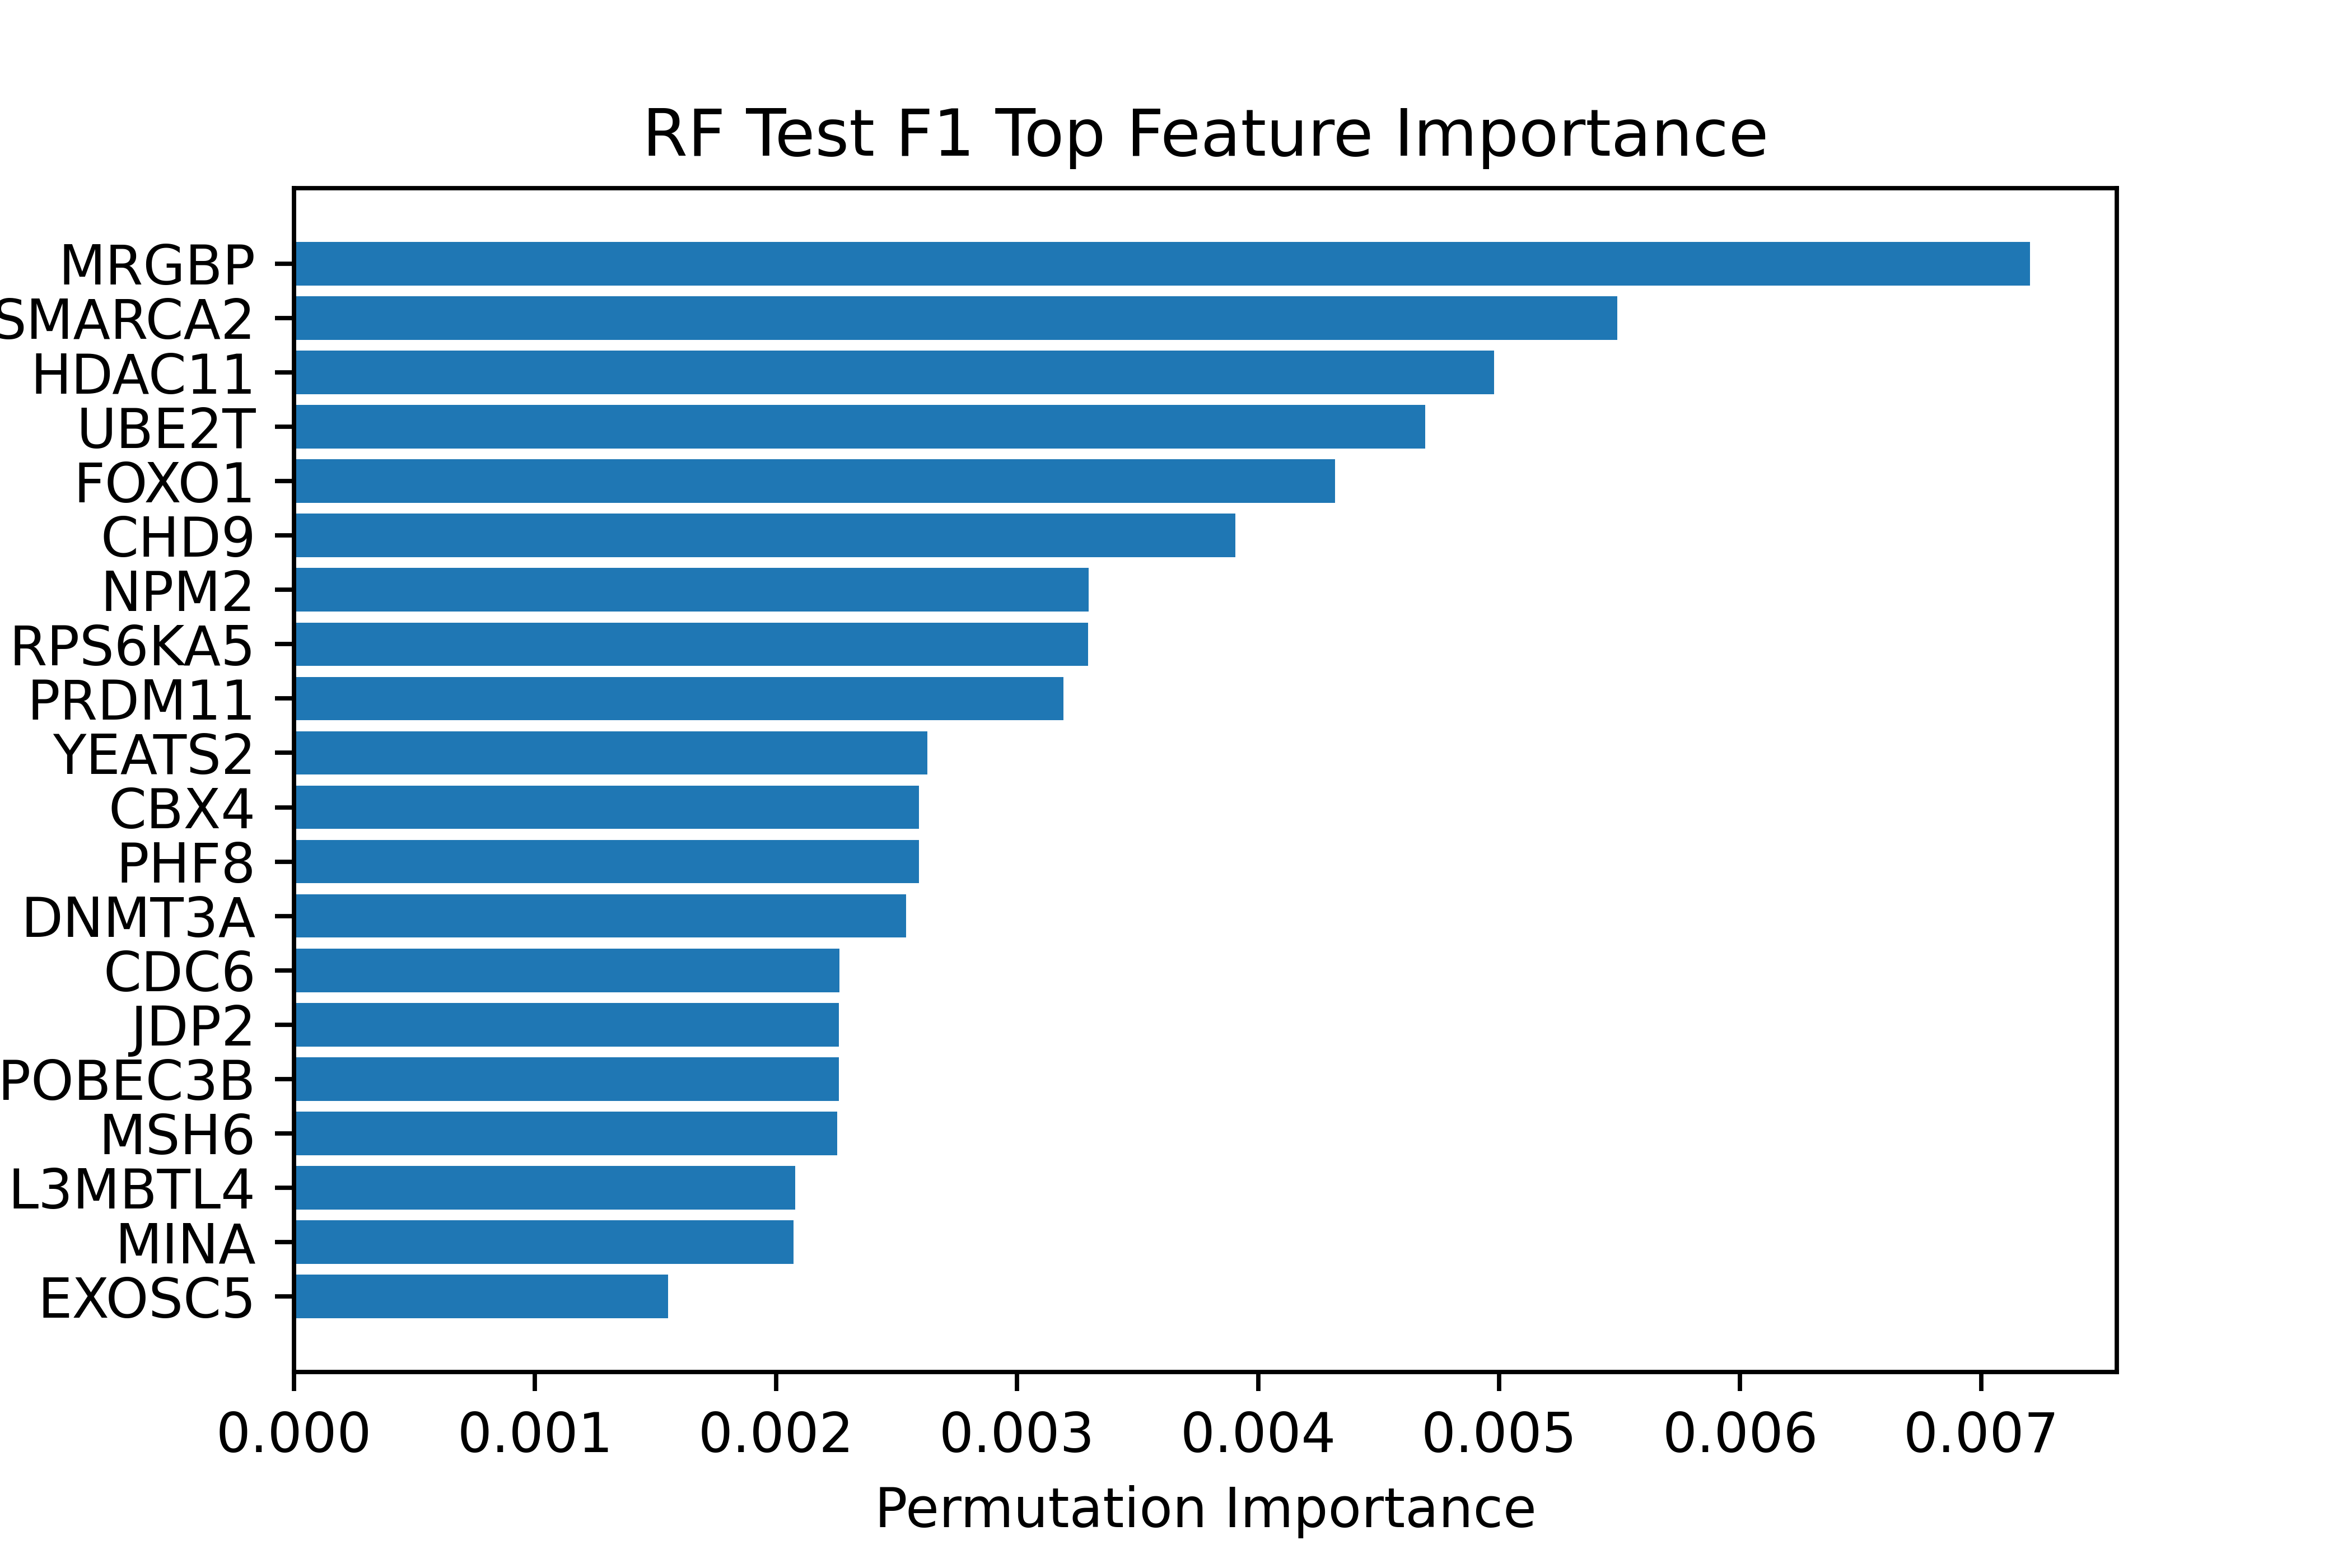 RF Test F1 Top Feature Importance
MRGBP
SMARCA2
HDAC11
UBE2T
FOXO1
CHD9
NPM2
RPS6KA5
PRDM11
YEATS2
CBX4
PHF8
DNMT3A
CDC6
JDP2
POBEC3B
MSH6
L3MBTL4
MINA
EXOSC5
0.000 0.001 0.002 0.003 0.004 0.005 0.006 0.007
Permutation Importance